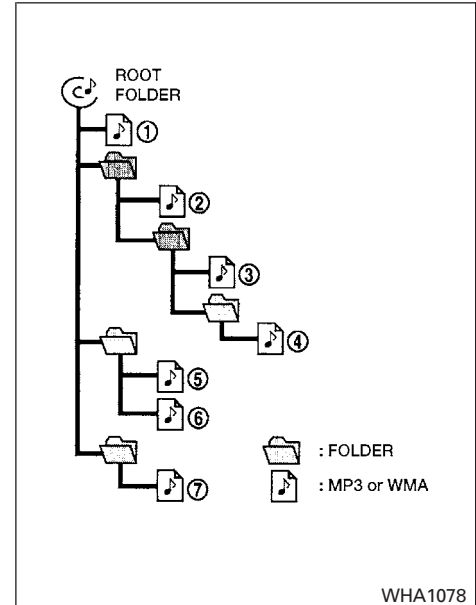 ROOT
FOLDER
①
②
③
④
⑤
⑥
⑦
: FOLDER
: MP3 or WMA
WHA1078